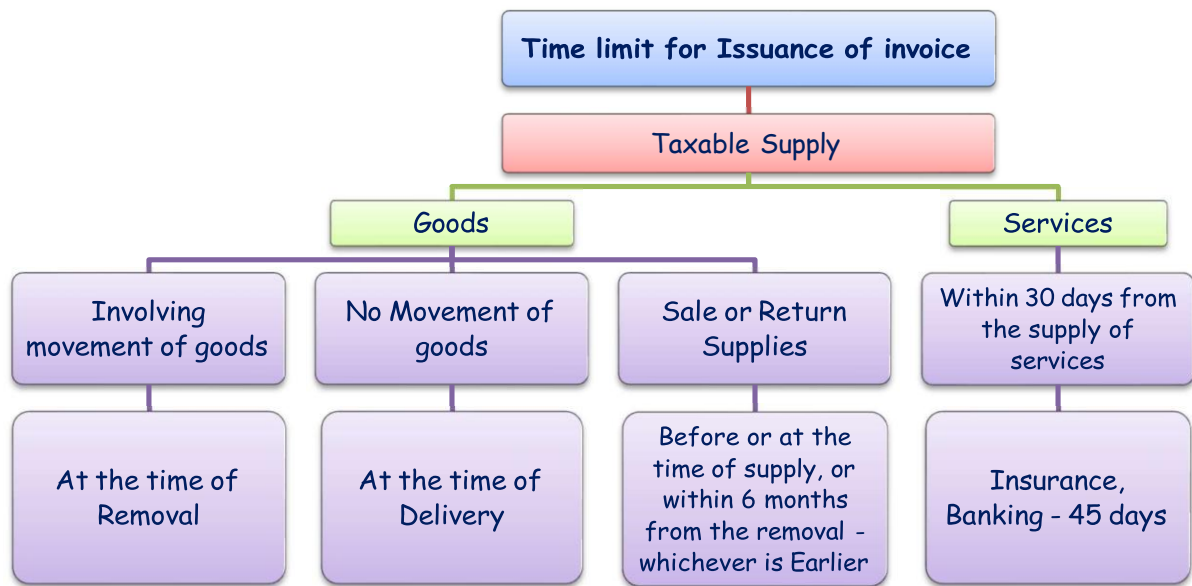 Time limit for Issuance of invoice
Taxable Supply
Goods
Services
Involving
movement of goods
No Movement of
goods
Sale or Return
Supplies
Within 30 days from
the supply of
services
At the time of
Removal
At the time of
Delivery
Before or at the
time of supply, or
within 6 months
from the removal -
whichever is Earlier
Insurance,
Banking - 45 days